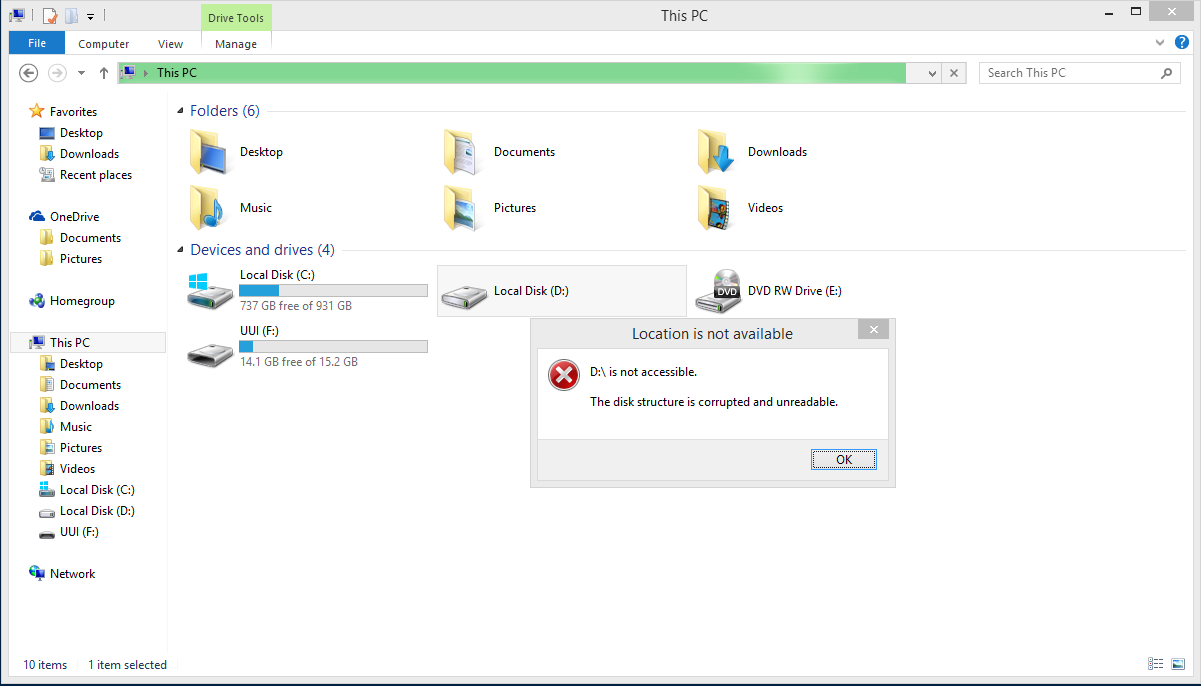 This PC
Drive Tools
File
Computer
View
Manage
This PC
Search This PC
Favorites
Desktop
Downloads
Recent places
OneDrive
Documents
Pictures
Homegroup
This PC
Desktop
Documents
Downloads
Music
Pictures
Videos
Local Disk (C:)
Local Disk (D:)
UUI (F:)
Network
Folders (6)
Desktop
Documents
Downloads
Music
Pictures
Videos
Devices and drives (4)
Local Disk (C:)
737 GB free of 931 GB
Local Disk (D:)
DVD
DVD RW Drive (E:)
UUI (F:)
14.1 GB free of 15.2 GB
Location is not available
D:\ is not accessible.
The disk structure is corrupted and unreadable.
OK
10 items
1 item selected